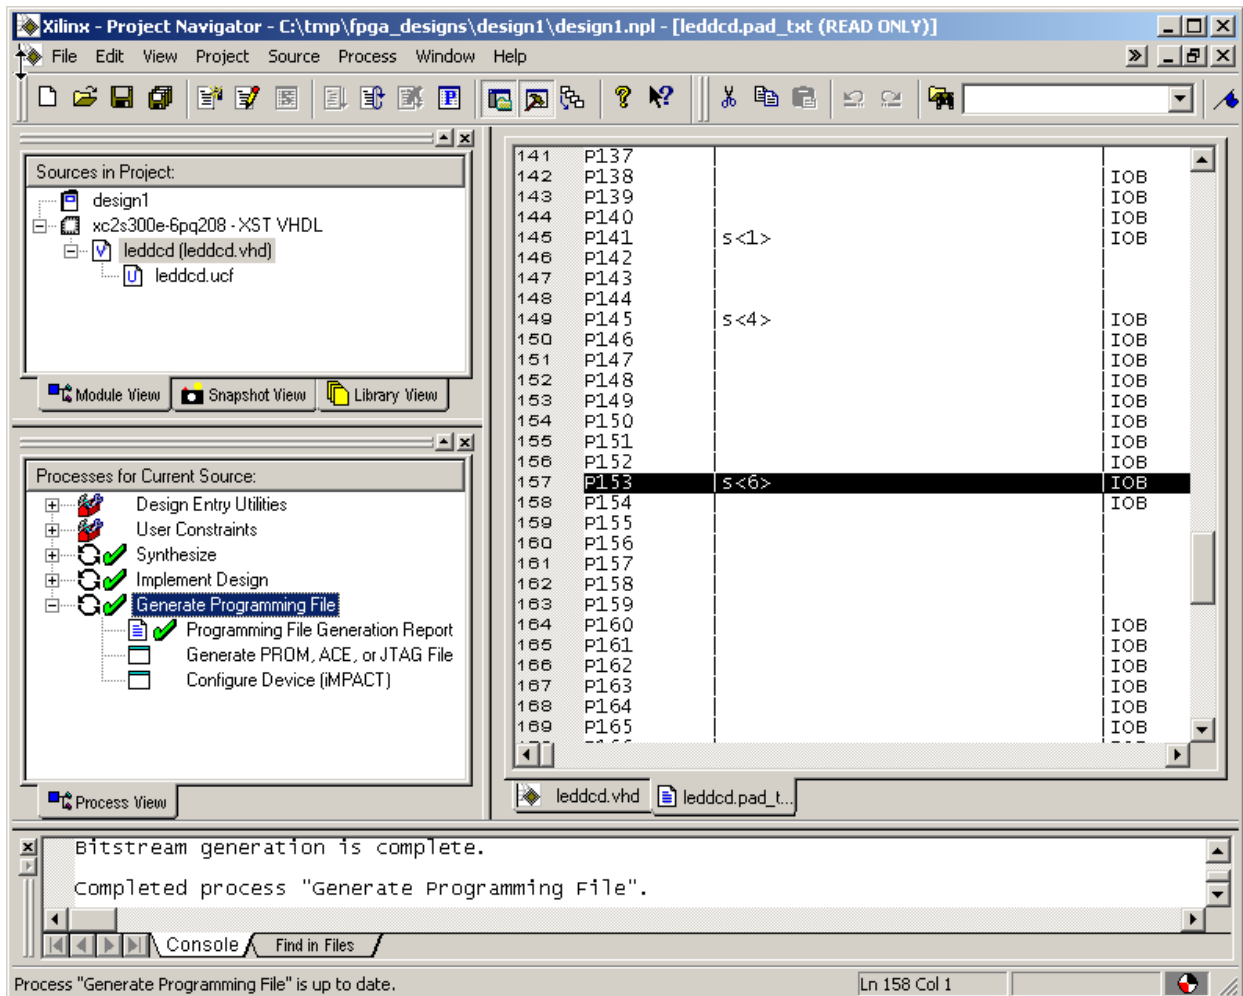 Xilinx - Project Navigator - C:\tmp\fpga_designs\design1\design1.npl - [leddcd.pad_txt (READ ONLY)]
File Edit View Project Source Process Window Help
Sources in Project:
design1
xc2s300e-6pq208 - XST VHDL
leddcd (leddcd.vhd)
leddcd.ucf
Module View Snapshot View Library View
Processes for Current Source:
Design Entry Utilities
User Constraints
Synthesize
Implement Design
Generate Programming File
Programming File Generation Report
Generate PROM, ACE, or JTAG File
Configure Device (iMPACT)
Process View
141 P137 | |
142 P138 | | IOB
143 P139 | | IOB
144 P140 | | IOB
145 P141 | s<1> | IOB
146 P142 | |
147 P143 | |
148 P144 | |
149 P145 | s<4> | IOB
150 P146 | | IOB
151 P147 | | IOB
152 P148 | | IOB
153 P149 | | IOB
154 P150 | | IOB
155 P151 | | IOB
156 P152 | | IOB
157 P153 | s<6> | IOB
158 P154 | | IOB
159 P155 | |
160 P156 | |
161 P157 | |
162 P158 | |
163 P159 | |
164 P160 | | IOB
165 P161 | | IOB
166 P162 | | IOB
167 P163 | | IOB
168 P164 | | IOB
169 P165 | | IOB
leddcd.vhd leddcd.pad_t...
Bitstream generation is complete.
Completed process "Generate Programming File".
Console Find in Files
Process "Generate Programming File" is up to date.
Ln 158 Col 1